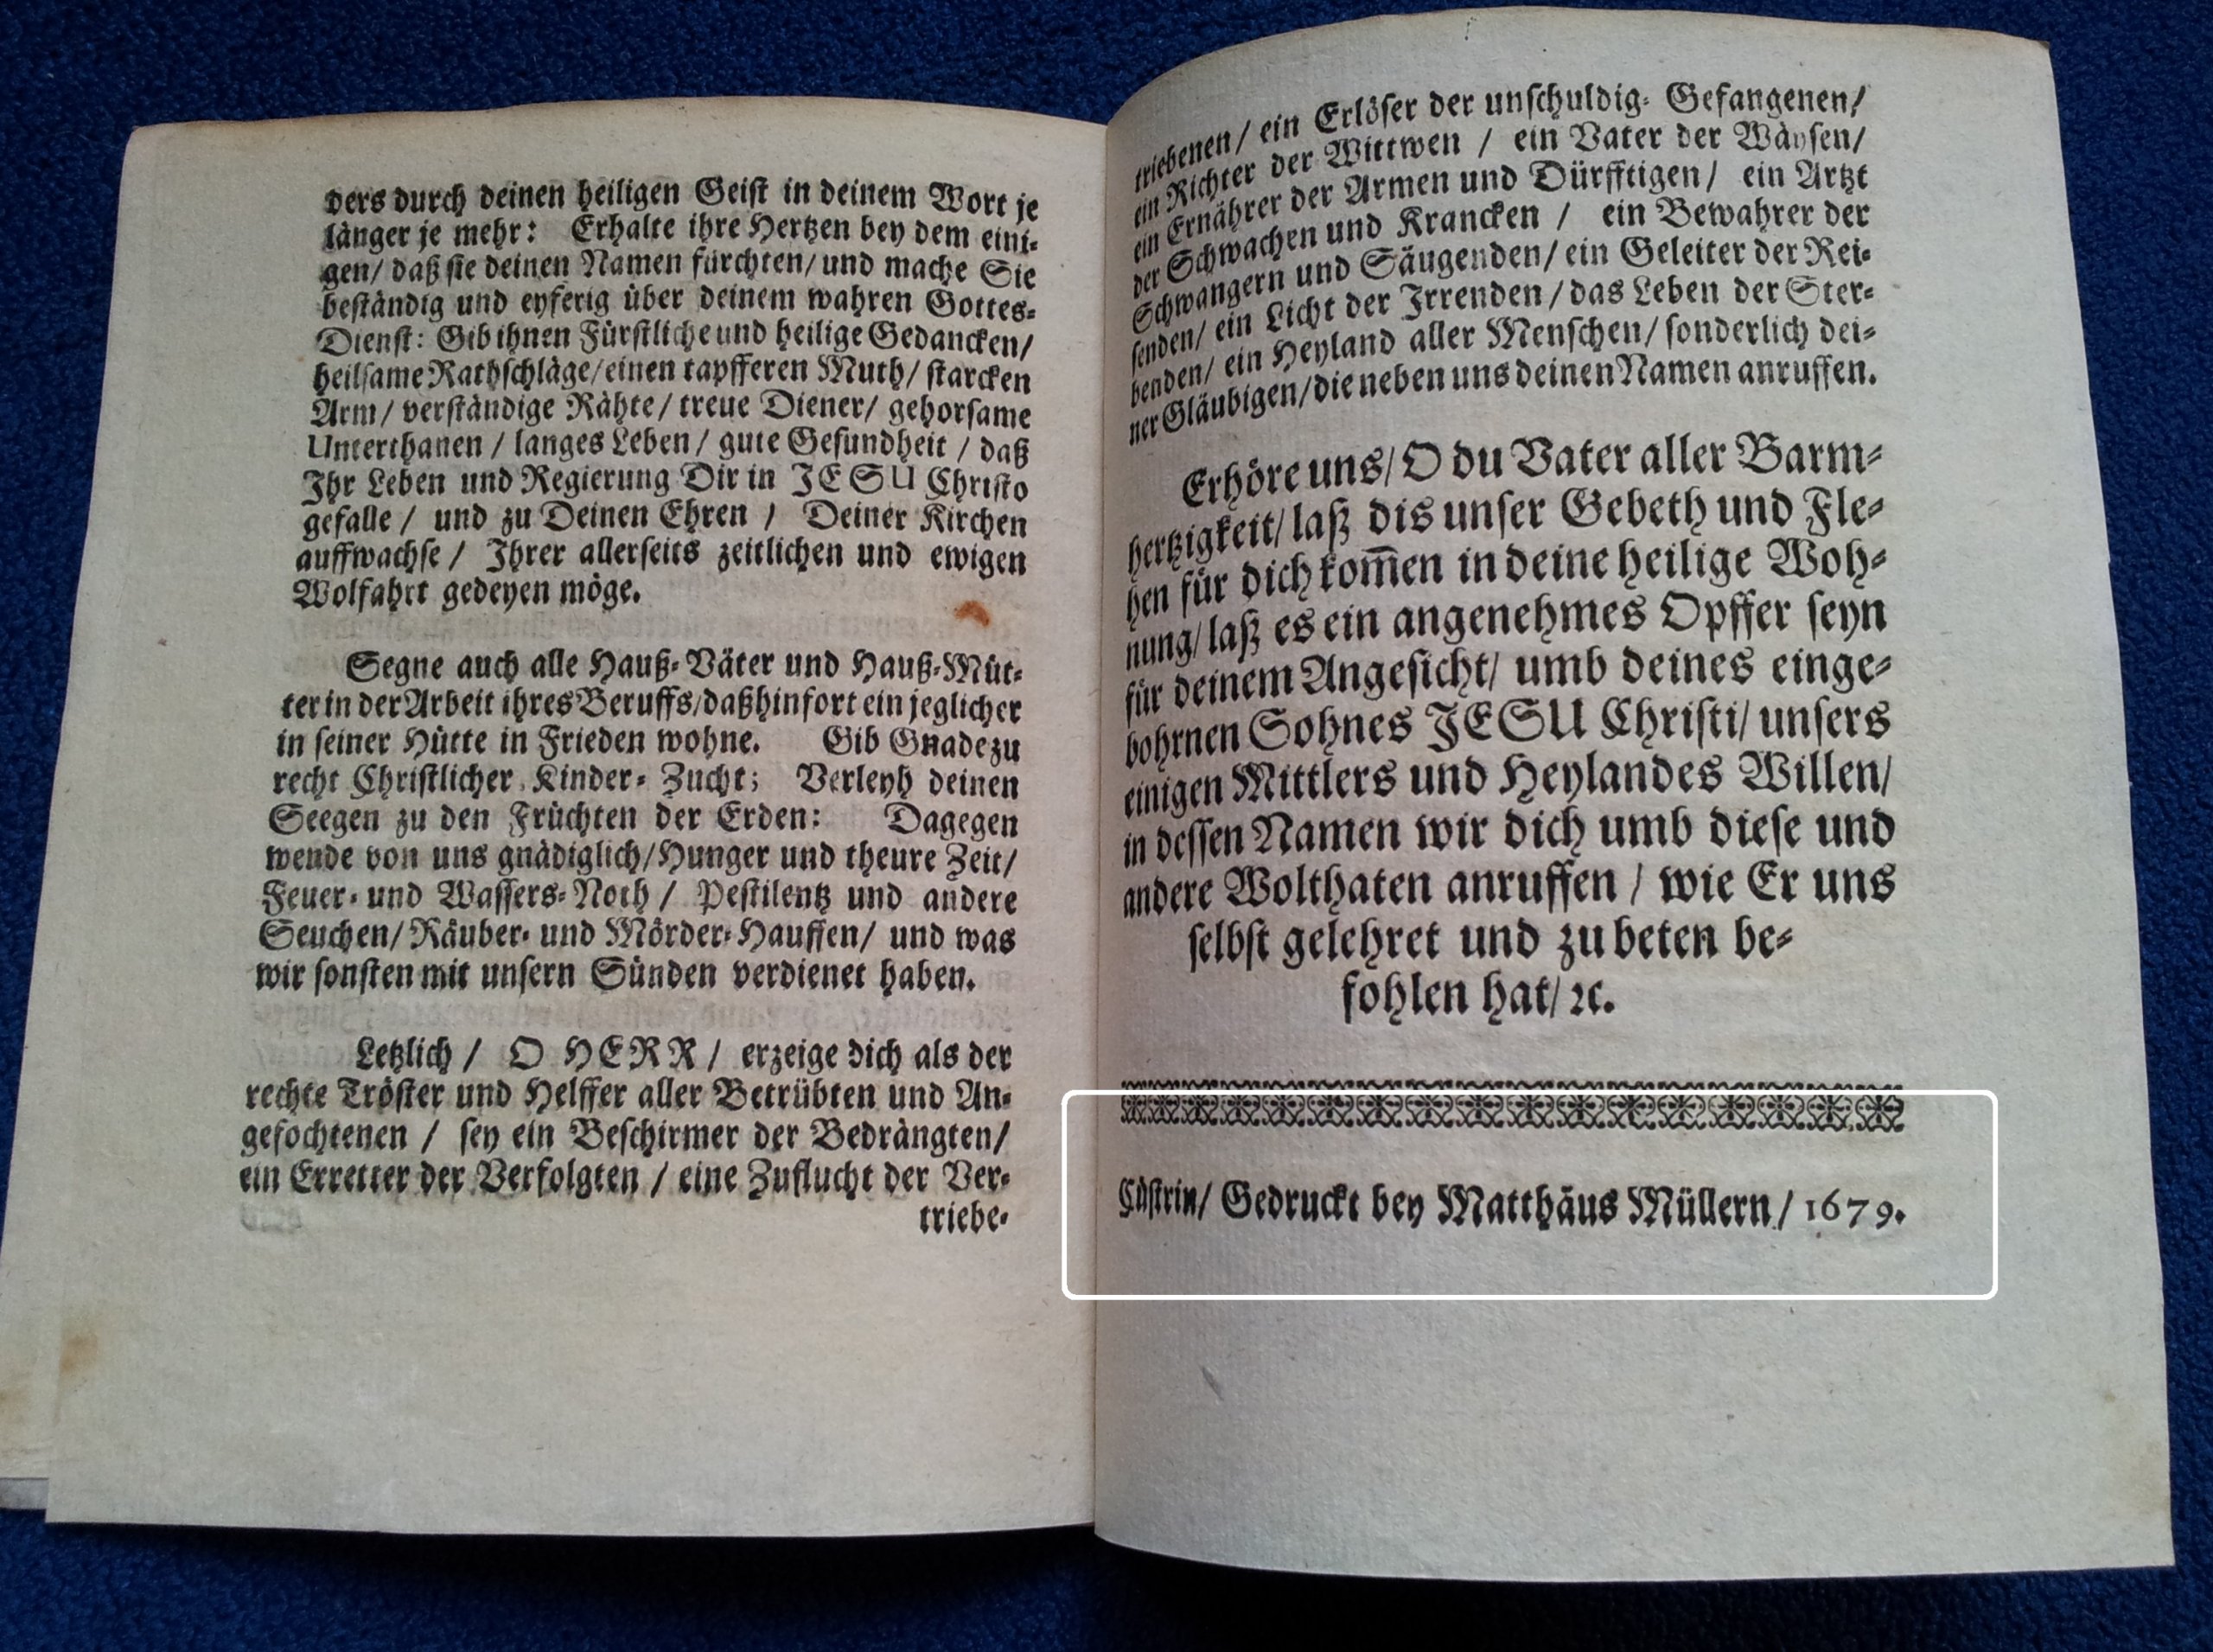 ders durch deinen heiligen Geist in deinem Wort je
länger je mehr: Erhalte ihre Hertzen bey dem eini-
gen/ daß sie deinen Namen fürchten/ und mache Sie
beständig und eyferig über deinem wahren Gottes-
Dienst: Gib ihnen Fürstliche und heilige Gedancken/
heilsame Rathschläge/ einen tapfferen Muth/ starcken
Arm/ verständige Rähte/ treue Diener/ gehorsame
Unterthanen / langes Leben/ gute Gesundheit / daß
Ihr Leben und Regierung Dir in JESU Christo
gefalle / und zu Deinen Ehren / Deiner Kirchen
auffwachse / Ihrer allerseits zeitlichen und ewigen
Wolfahrt gedeyen möge.
Segne auch alle Hauß-Väter und Hauß-Müt-
ter in der Arbeit ihres Beruffs/ daß hinfort ein jeglicher
in seiner Hütte in Frieden wohne. Gib Gnade zu
recht Christlicher Kinder-Zucht; Verleyh deinen
Seegen zu den Früchten der Erden: Dagegen
wende von uns gnädiglich/ Hunger und theure Zeit/
Feuer- und Wassers-Noth / Pestilentz und andere
Seuchen/ Räuber- und Mörder-Hauffen/ und was
wir sonsten mit unsern Sünden verdienet haben.
Letzlich / O HERR / erzeige dich als der
rechte Tröster und Helffer aller Betrübten und An-
gefochtenen / sey ein Beschirmer der Bedrängten/
ein Erretter der Verfolgten / eine Zuflucht der Ver-
triebe-
triebenen/ ein Erlöser der unschuldig-Gefangenen/
ein Richter der Wittwen / ein Vater der Wäysen/
ein Ernährer der Armen und Dürfftigen/ ein Artzt
der Schwachen und Krancken / ein Bewahrer der
Schwangern und Säugenden/ ein Geleiter der Rei-
senden/ ein Licht der Irrenden / das Leben der Ster-
benden/ ein Heyland aller Menschen/ sonderlich dei-
ner Gläubigen/ die neben uns deinen Namen anruffen.
Erhöre uns/ O du Vater aller Barm-
hertzigkeit/ laß dis unser Gebeth und Fle-
hen für dich kom̅en in deine heilige Woh-
nung/ laß es ein angenehmes Opffer seyn
für deinem Angesicht/ umb deines einge-
bohrnen Sohnes JESU Christi/ unsers
einigen Mittlers und Heylandes Willen/
in dessen Namen wir dich umb diese und
andere Wolthaten anruffen / wie Er uns
selbst gelehret und zu beten be-
fohlen hat/ ꝛc.
Cüstrin/ Gedruckt bey Matthäus Müllern / 1679.